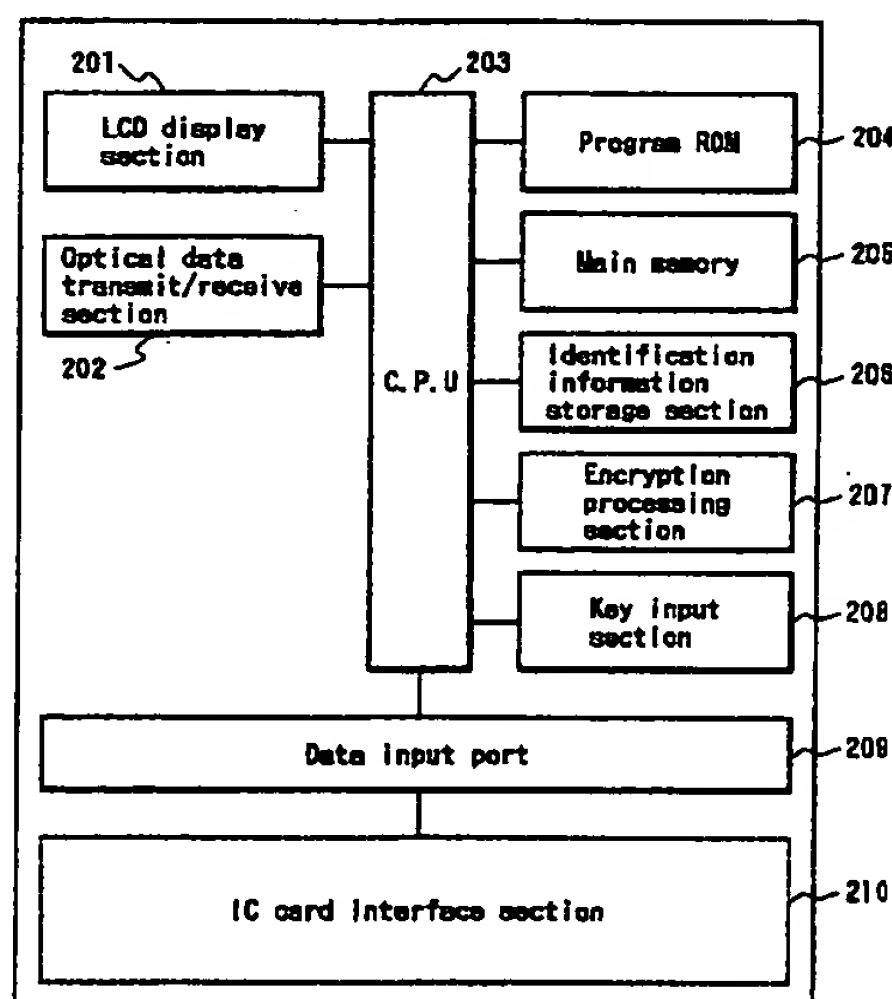 201
203
LCD display
section
Program ROM
204
Optical data
transmit/receive
section
202
Main memory
205
C.P.U
Identification
information
storage section
206
Encryption
processing
section
207
Key input
section
208
Data input port
209
IC card interface section
210